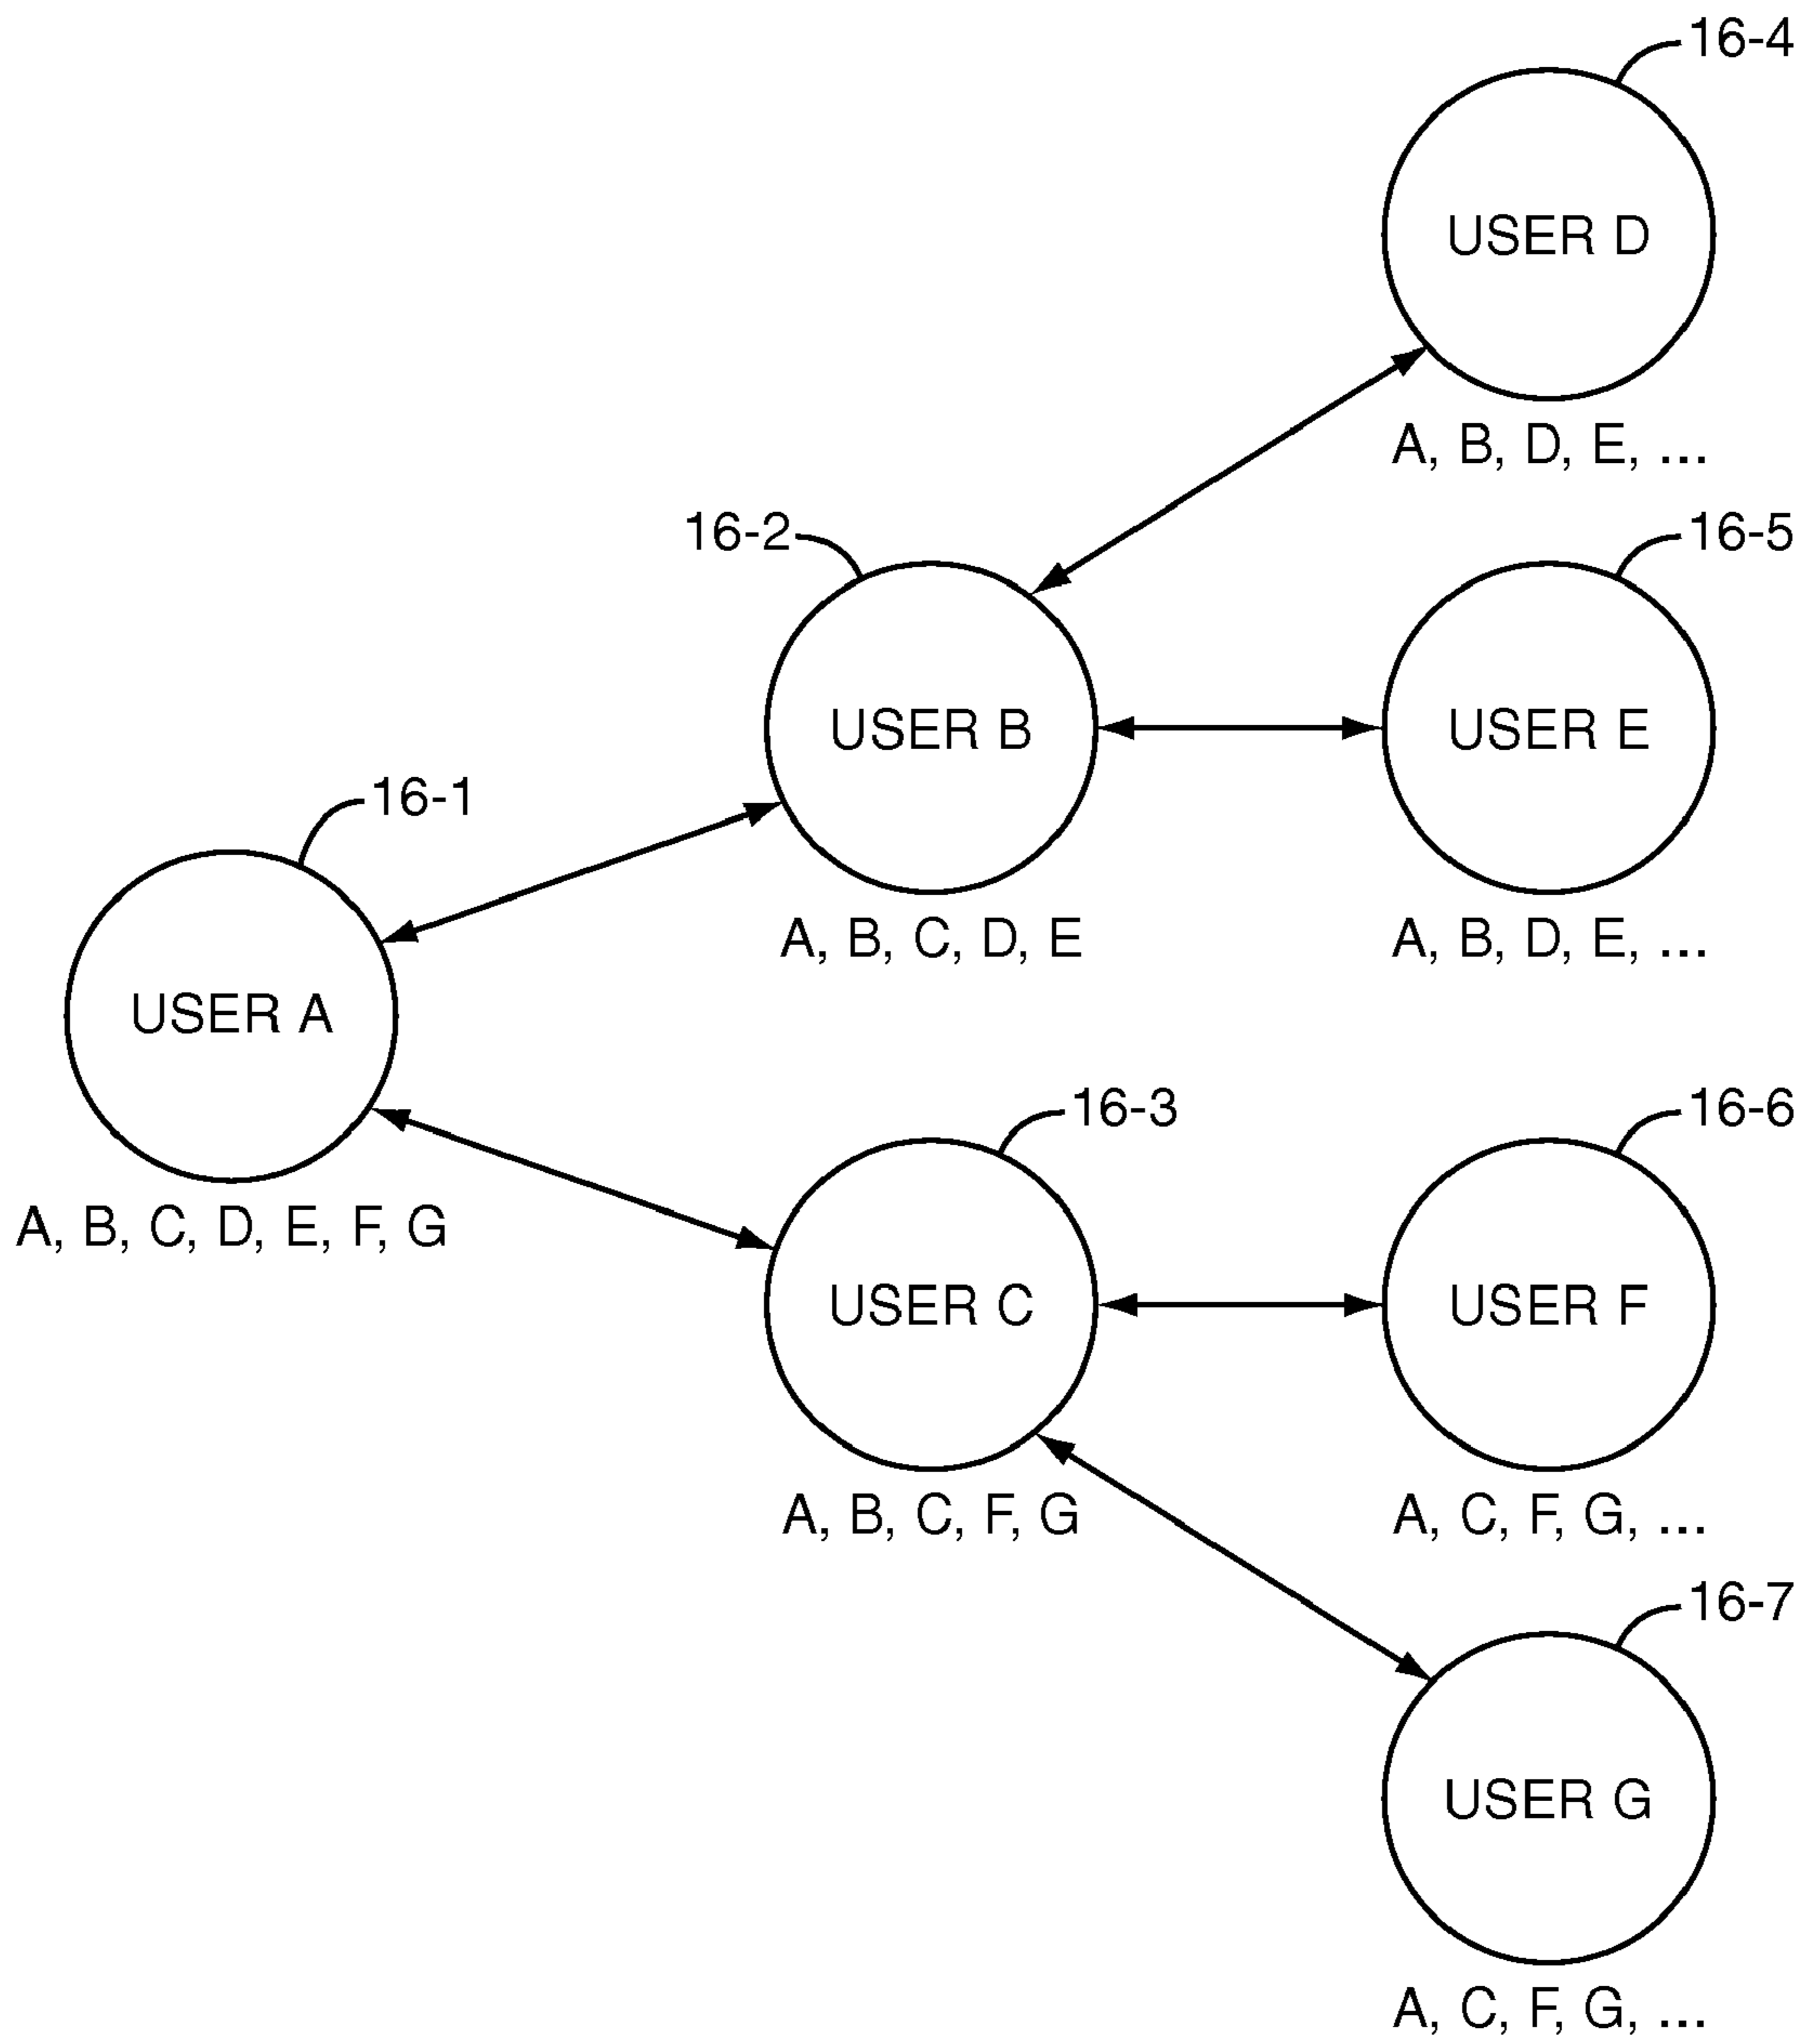 16-4
USER D
A, B, D, E, ...
16-2
16-5
USER B
USER E
A, B, C, D, E
A, B, D, E, ...
16-1
USER A
A, B, C, D, E, F, G
16-3
16-6
USER C
USER F
A, B, C, F, G
A, C, F, G, ...
16-7
USER G
A, C, F, G, ...